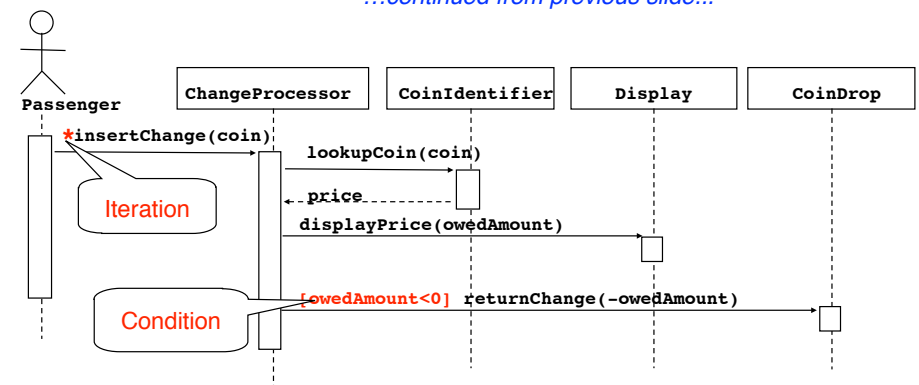 …continued from previous slide...
Passenger
ChangeProcessor
CoinIdentifier
Display
CoinDrop
*insertChange(coin)
lookupCoin(coin)
Iteration
price
displayPrice(owedAmount)
[owedAmount<0] returnChange(-owedAmount)
Condition